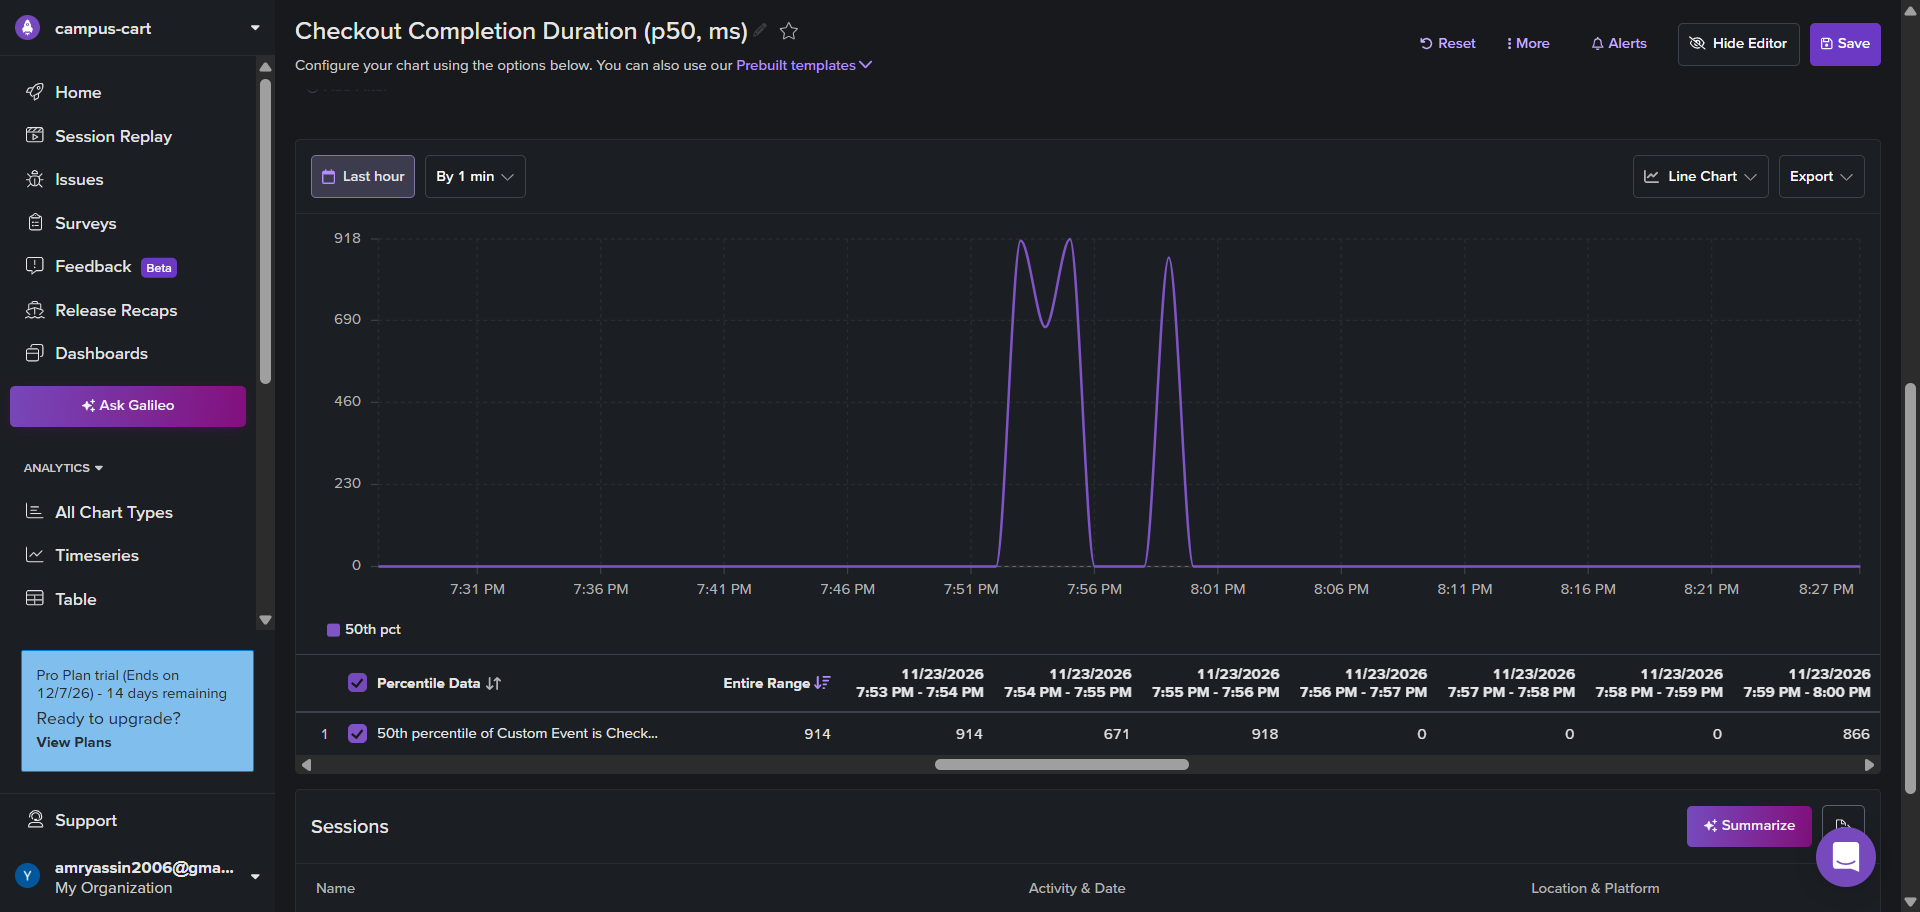 campus-cart
Home
Session Replay
Issues
Surveys
Feedback Beta
Release Recaps
Dashboards
Ask Galileo
ANALYTICS
All Chart Types
Timeseries
Table
Pro Plan trial (Ends on
12/7/26) - 14 days remaining
Ready to upgrade?
View Plans
Support
Y
amryassin2006@gma...
My Organization
Checkout Completion Duration (p50, ms)
Configure your chart using the options below. You can also use our Prebuilt templates
Reset
More
Alerts
Hide Editor
Save
Last hour
By 1 min
Line Chart
Export
918
690
460
230
0
7:31 PM 7:36 PM 7:41 PM 7:46 PM 7:51 PM 7:56 PM 8:01 PM 8:06 PM 8:11 PM 8:16 PM 8:21 PM 8:27 PM
50th pct
Percentile Data Entire Range 11/23/2026 11/23/2026 11/23/2026 11/23/2026 11/23/2026 11/23/2026 11/23/2026
7:53 PM - 7:54 PM 7:54 PM - 7:55 PM 7:55 PM - 7:56 PM 7:56 PM - 7:57 PM 7:57 PM - 7:58 PM 7:58 PM - 7:59 PM 7:59 PM - 8:00 PM
1 50th percentile of Custom Event is Check... 914 914 671 918 0 0 0 866
Sessions
Summarize
Name Activity & Date Location & Platform